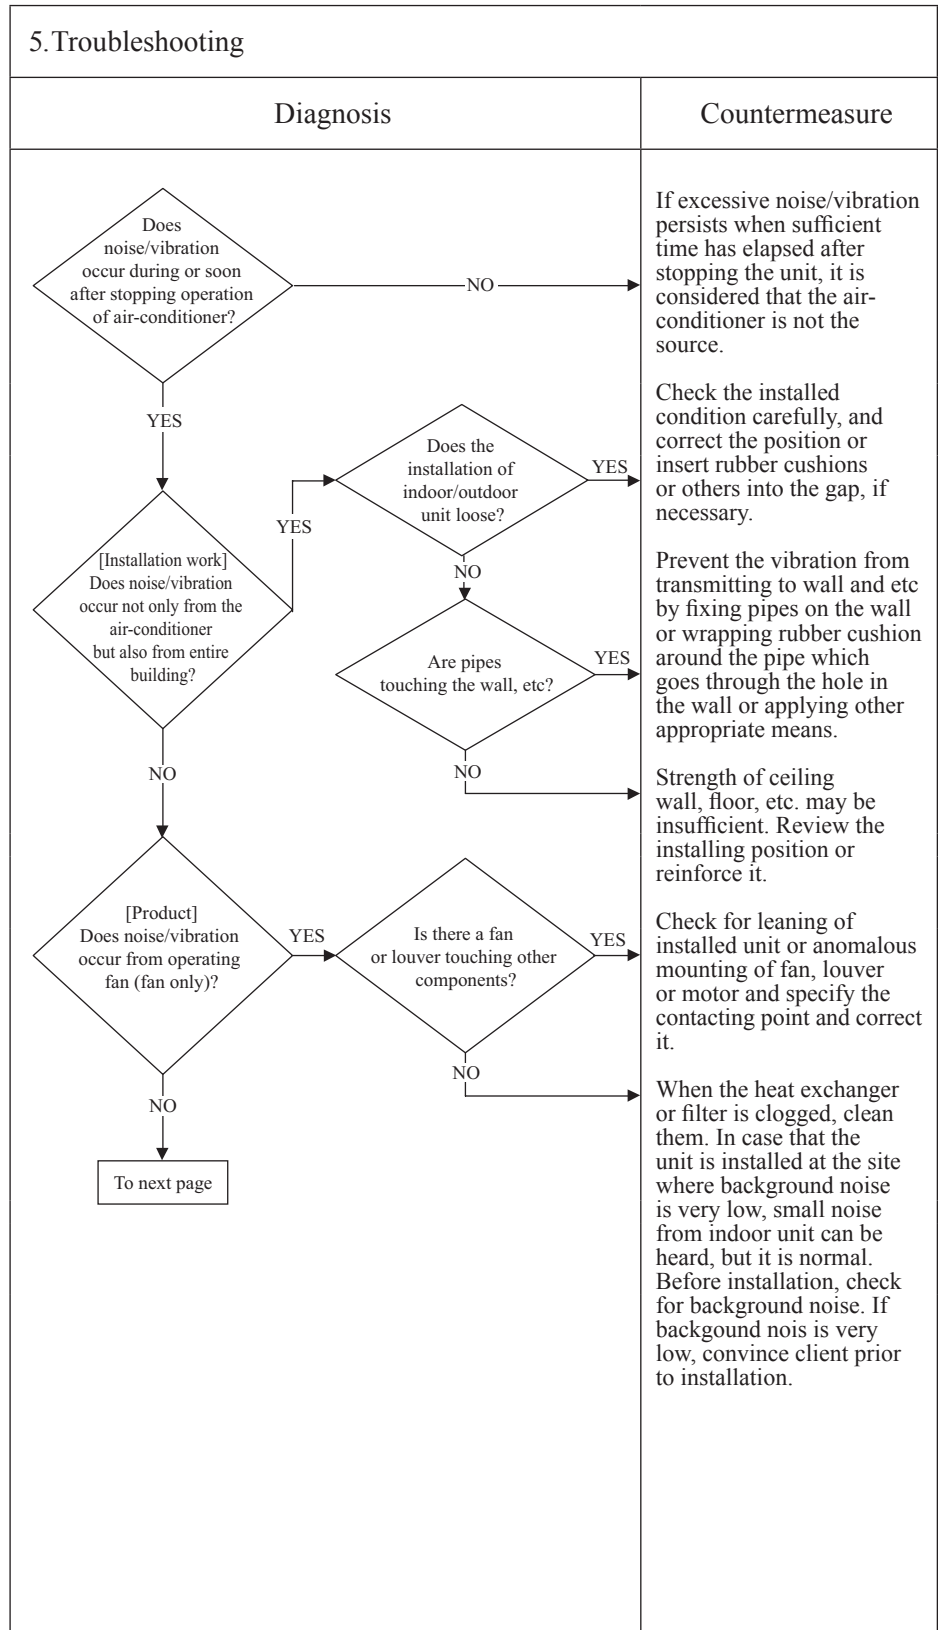 5.Troubleshooting
Diagnosis
Countermeasure
Does
noise/vibration
occur during or soon
after stopping operation
of air-conditioner?
NO
If excessive noise/vibration
persists when sufficient
time has elapsed after
stopping the unit, it is
considered that the air-
conditioner is not the
source.
YES
Does the
installation of
indoor/outdoor
unit loose?
YES
Check the installed
condition carefully, and
correct the position or
insert rubber cushions
or others into the gap, if
necessary.
YES
[Installation work]
Does noise/vibration
occur not only from the
air-conditioner
but also from entire
building?
NO
Are pipes
touching the wall, etc?
YES
Prevent the vibration from
transmitting to wall and etc
by fixing pipes on the wall
or wrapping rubber cushion
around the pipe which
goes through the hole in
the wall or applying other
appropriate means.
NO
NO
Strength of ceiling
wall, floor, etc. may be
insufficient. Review the
installing position or
reinforce it.
[Product]
Does noise/vibration
occur from operating
fan (fan only)?
YES
Is there a fan
or louver touching other
components?
YES
Check for leaning of
installed unit or anomalous
mounting of fan, louver
or motor and specify the
contacting point and correct
it.
NO
NO
When the heat exchanger
or filter is clogged, clean
them. In case that the
unit is installed at the site
where background noise
is very low, small noise
from indoor unit can be
heard, but it is normal.
Before installation, check
for background noise. If
backgound nois is very
low, convince client prior
to installation.
To next page